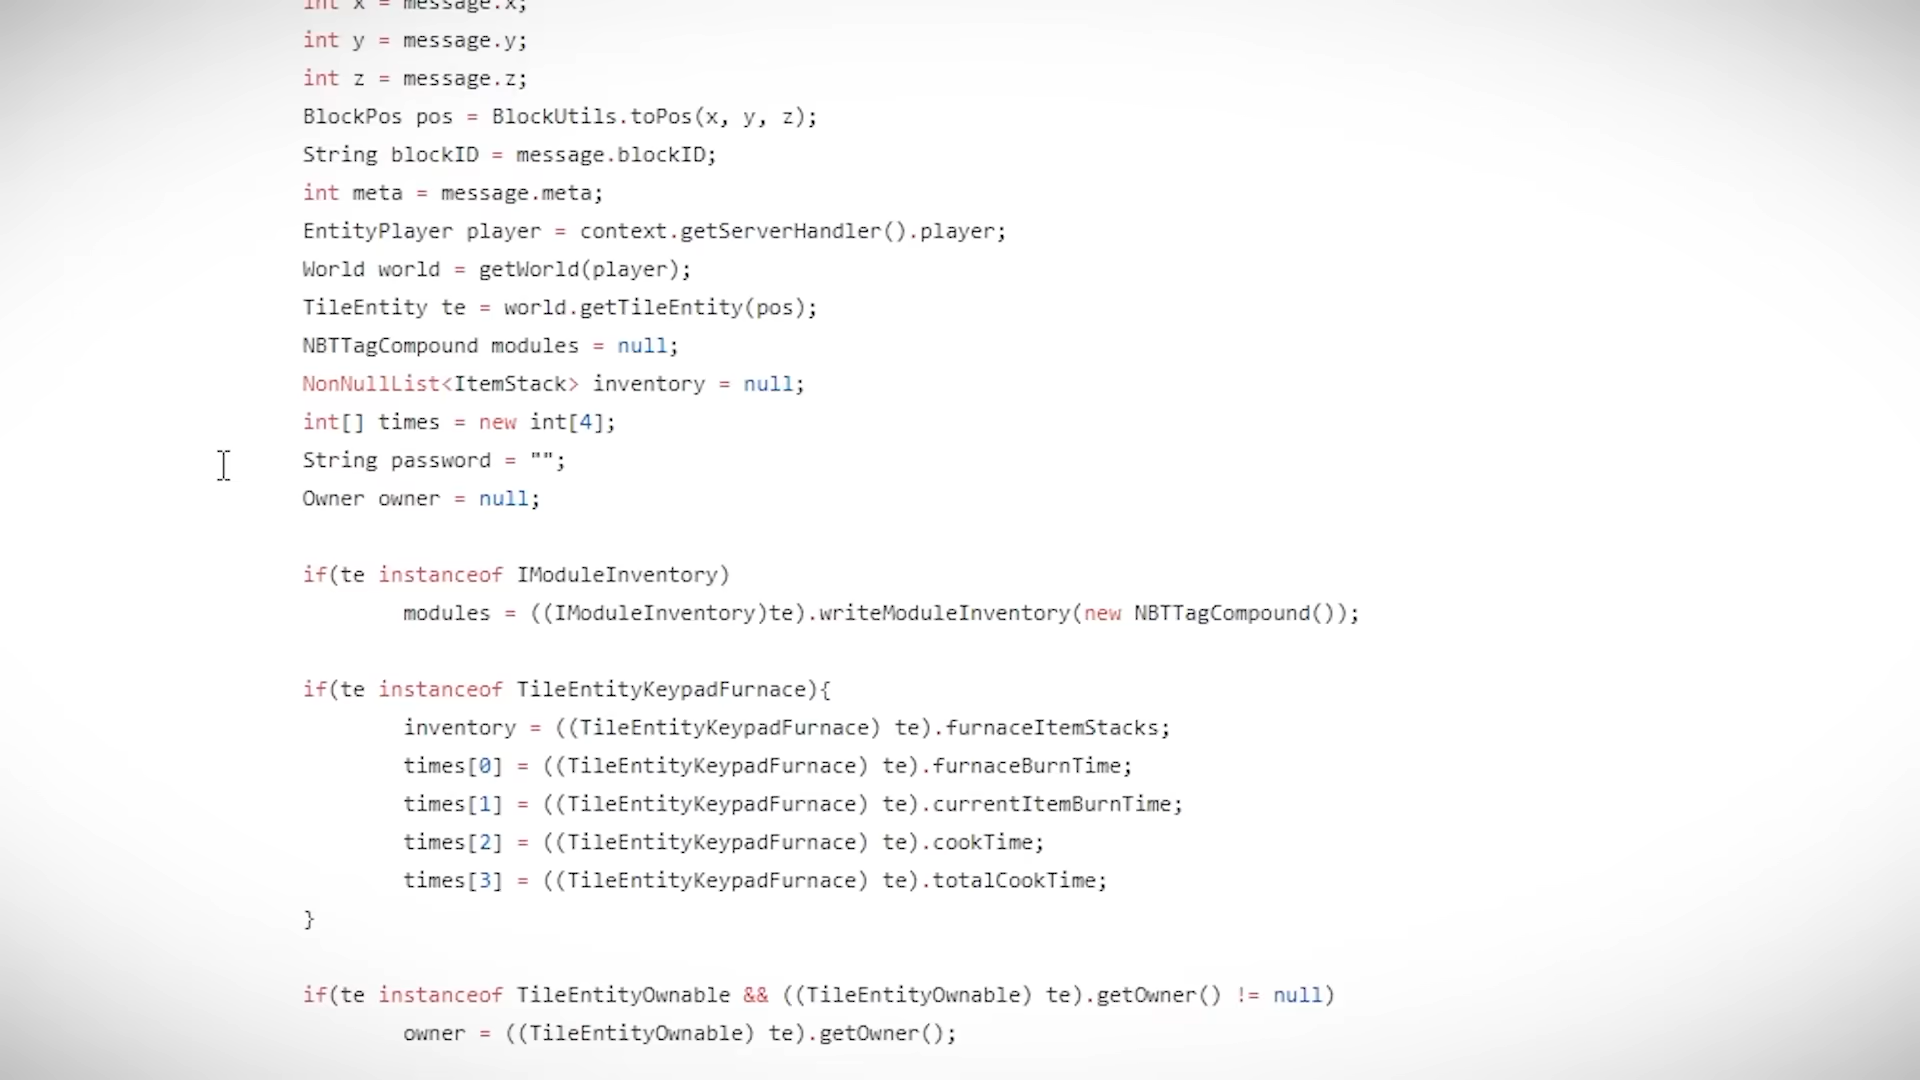 int x = message.x;
int y = message.y;
int z = message.z;
BlockPos pos = BlockUtils.toPos(x, y, z);
String blockID = message.blockID;
int meta = message.meta;
EntityPlayer player = context.getServerHandler().player;
World world = getWorld(player);
TileEntity te = world.getTileEntity(pos);
NBTTagCompound modules = null;
NonNullList<ItemStack> inventory = null;
int[] times = new int[4];
String password = "";
Owner owner = null;
if(te instanceof IModuleInventory)
modules = ((IModuleInventory)te).writeModuleInventory(new NBTTagCompound());
if(te instanceof TileEntityKeypadFurnace){
inventory = ((TileEntityKeypadFurnace) te).furnaceItemStacks;
times[0] = ((TileEntityKeypadFurnace) te).furnaceBurnTime;
times[1] = ((TileEntityKeypadFurnace) te).currentItemBurnTime;
times[2] = ((TileEntityKeypadFurnace) te).cookTime;
times[3] = ((TileEntityKeypadFurnace) te).totalCookTime;
}
if(te instanceof TileEntityOwnable && ((TileEntityOwnable) te).getOwner() != null)
owner = ((TileEntityOwnable) te).getOwner();